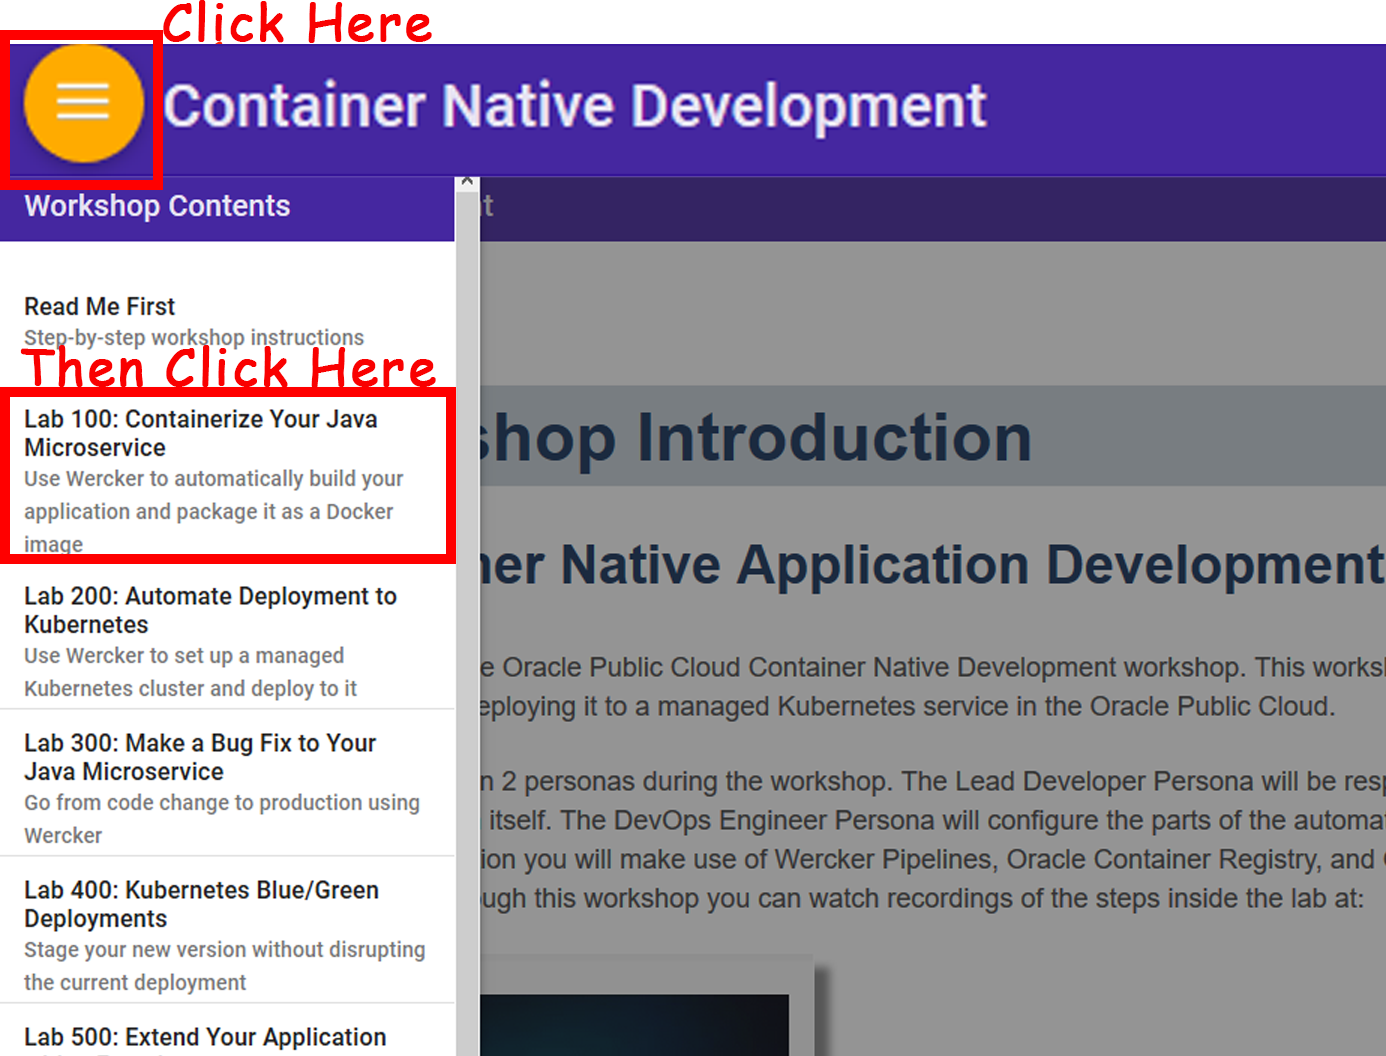 Click Here
Container Native Development
Workshop Contents
Read Me First
Step-by-step workshop instructions
Then Click Here
Lab 100: Containerize Your Java
Microservice
Use Wercker to automatically build your
application and package it as a Docker
image
Lab 200: Automate Deployment to
Kubernetes
Use Wercker to set up a managed
Kubernetes cluster and deploy to it
Lab 300: Make a Bug Fix to Your
Java Microservice
Go from code change to production using
Wercker
Lab 400: Kubernetes Blue/Green
Deployments
Stage your new version without disrupting
the current deployment
Lab 500: Extend Your Application
t
shop Introduction
ner Native Application Development
e Oracle Public Cloud Container Native Development workshop. This worksh
eploying it to a managed Kubernetes service in the Oracle Public Cloud.
n 2 personas during the workshop. The Lead Developer Persona will be resp
itself. The DevOps Engineer Persona will configure the parts of the automa
ion you will make use of Wercker Pipelines, Oracle Container Registry, and
ough this workshop you can watch recordings of the steps inside the lab at: